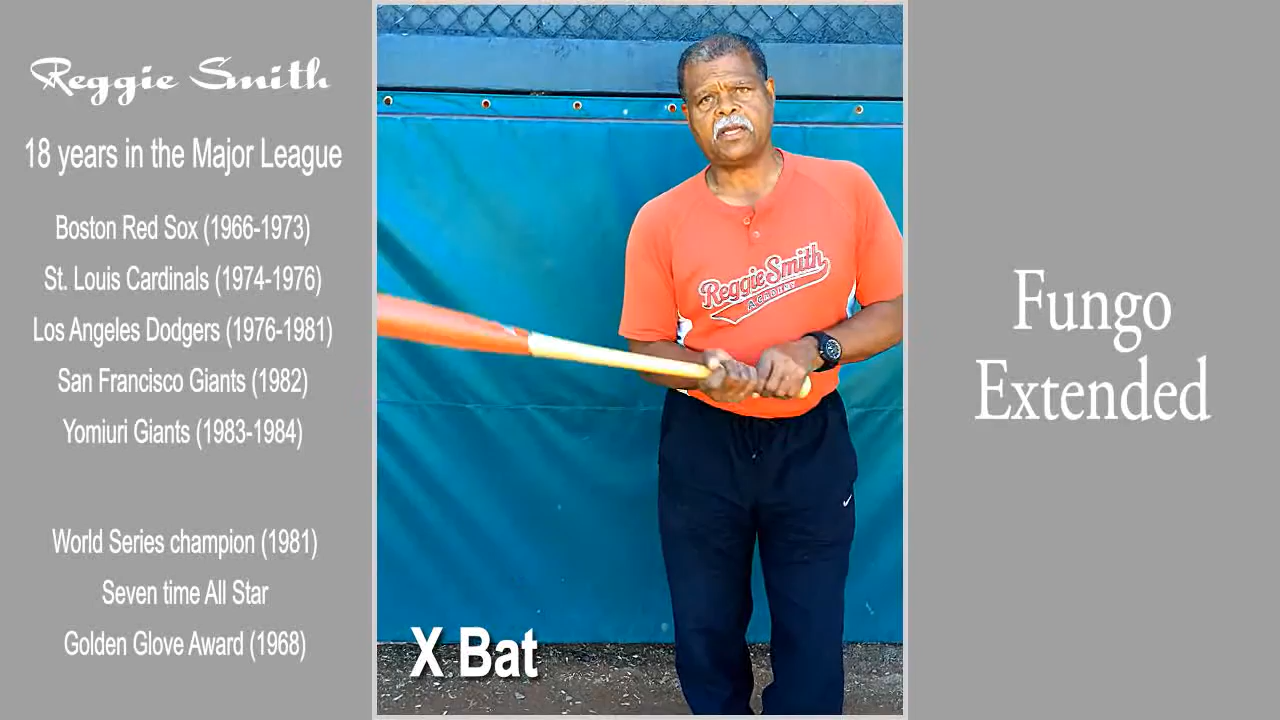 Reggie Smith
18 years in the Major League
Boston Red Sox (1966-1973)
St. Louis Cardinals (1974-1976)
Los Angeles Dodgers (1976-1981)
San Francisco Giants (1982)
Yomiuri Giants (1983-1984)
World Series champion (1981)
Seven time All Star
Golden Glove Award (1968)
Reggie Smith
ACADEMY
X Bat
Fungo
Extended